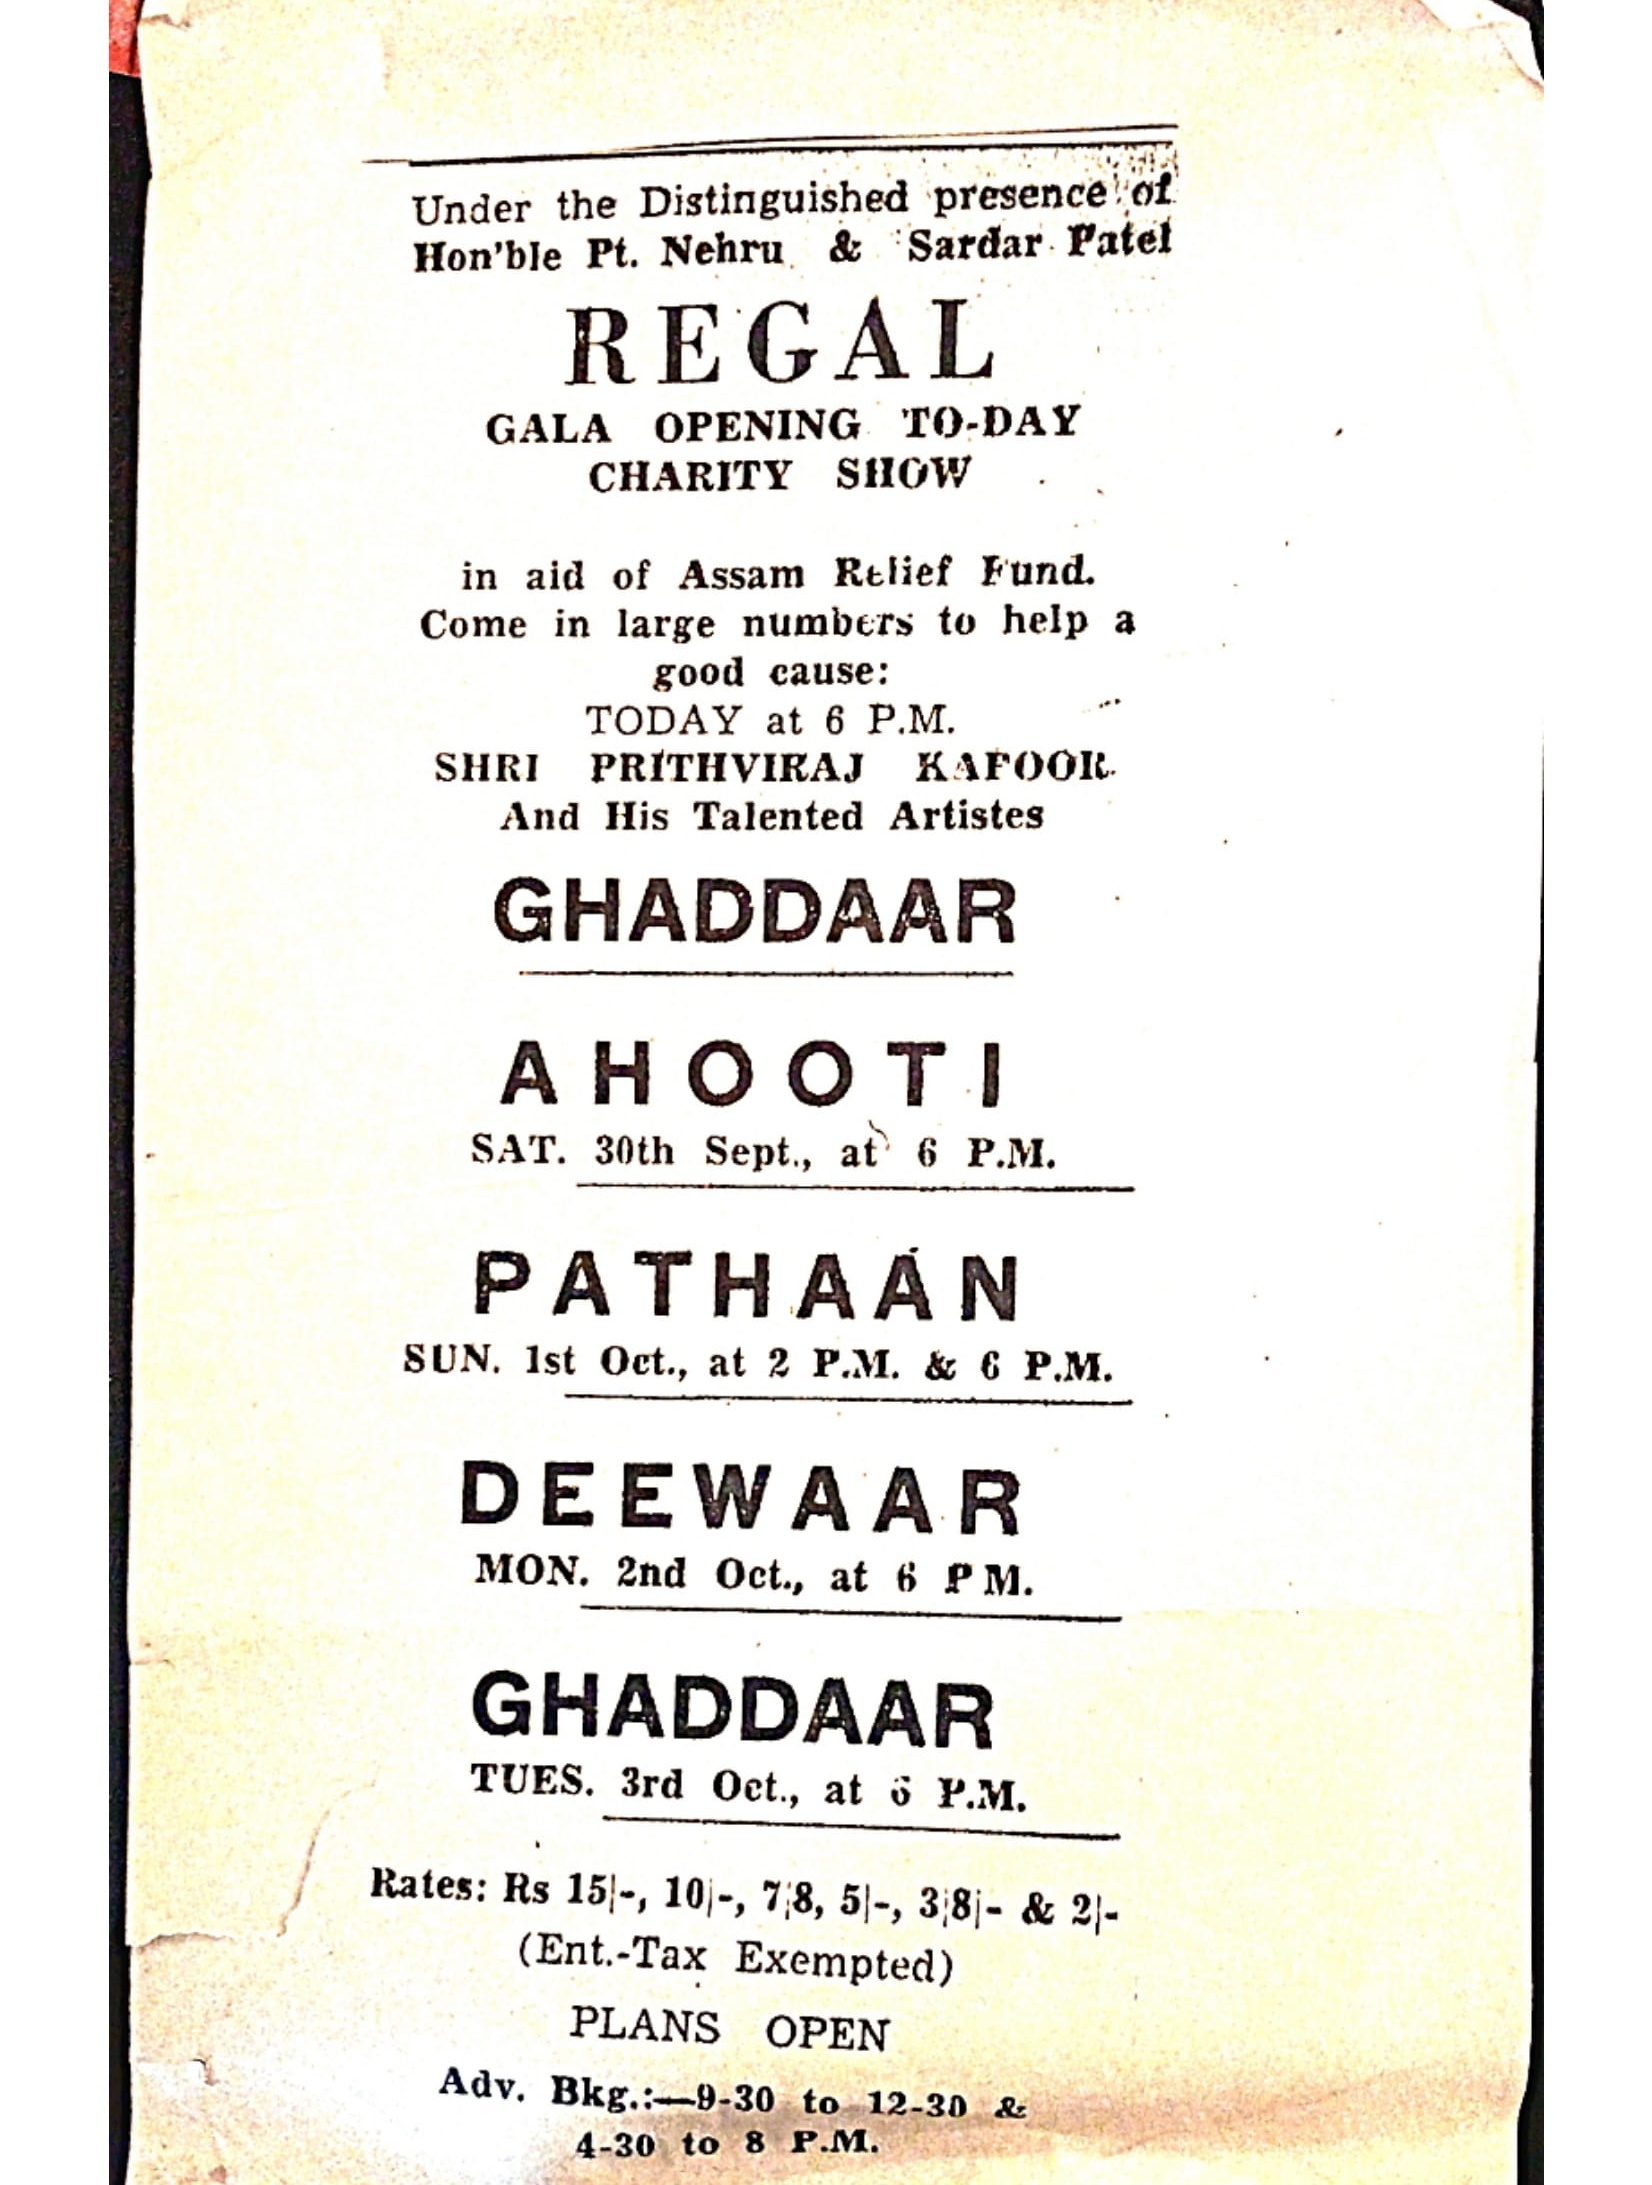 Under the Distinguished presence of
Hon'ble Pt. Nehru & Sardar Patel
REGAL
GALA OPENING TO-DAY
CHARITY SHOW
in aid of Assam Relief Fund.
Come in large numbers to help a
good cause:
TODAY at 6 P.M.
SHRI PRITHVIRAJ KAPOOR
And His Talented Artistes
GHADDAAR
AHOOTI
SAT. 30th Sept., at 6 P.M.
PATHAAN
SUN. 1st Oct., at 2 P.M. & 6 P.M.
DEEWAAR
MON. 2nd Oct., at 6 P M.
GHADDAAR
TUES. 3rd Oct., at 6 P.M.
Rates: Rs 15|-, 10|-, 7|8, 5|-, 3|8|- & 2|-
(Ent.-Tax Exempted)
PLANS OPEN
Adv. Bkg.:—9-30 to 12-30 &
4-30 to 8 P.M.